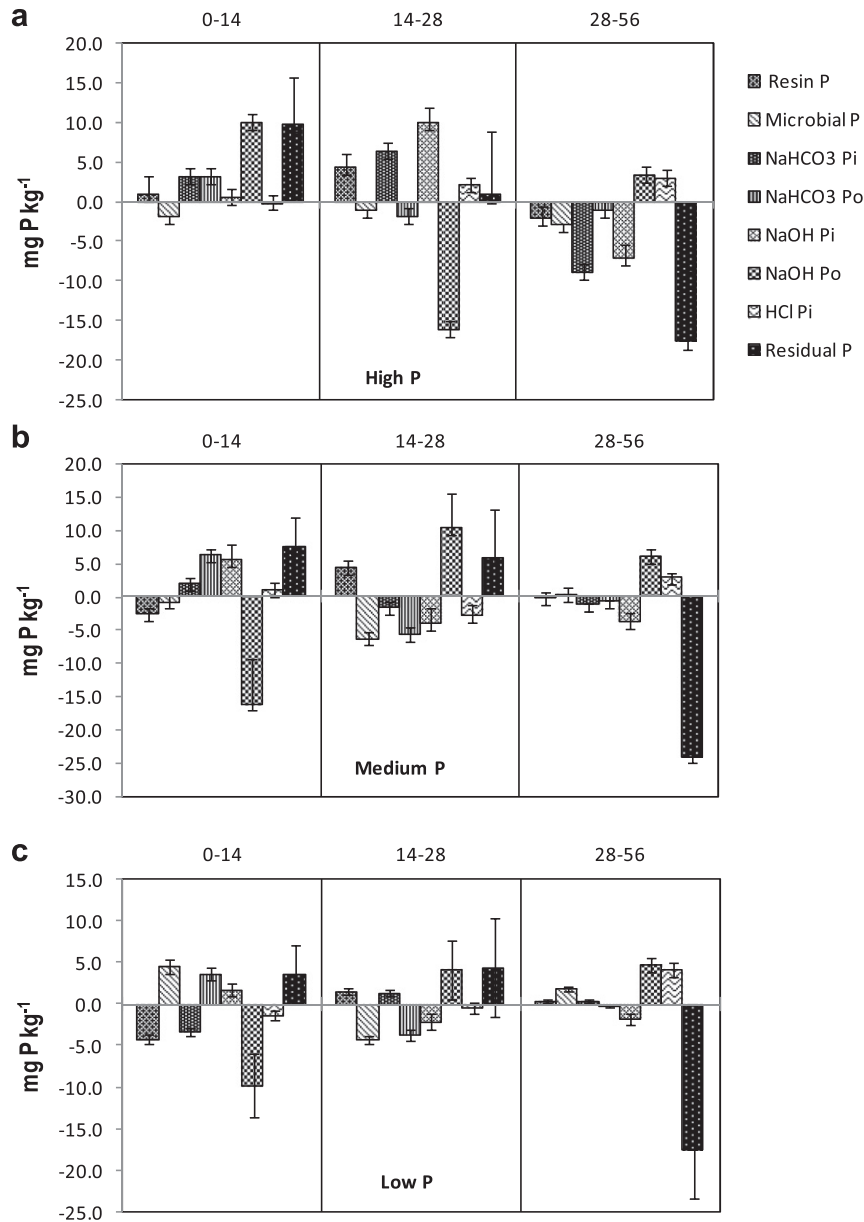 a
0-14 14-28 28-56
20.0
15.0
10.0
5.0
0.0
-5.0
-10.0
-15.0
-20.0
-25.0
mg P kg⁻¹
High P
Resin P
Microbial P
NaHCO3 Pi
NaHCO3 Po
NaOH Pi
NaOH Po
HCl Pi
Residual P
b
0-14 14-28 28-56
20.0
15.0
10.0
5.0
0.0
-5.0
-10.0
-15.0
-20.0
-25.0
-30.0
mg P kg⁻¹
Medium P
c
0-14 14-28 28-56
15.0
10.0
5.0
0.0
-5.0
-10.0
-15.0
-20.0
-25.0
mg P kg⁻¹
Low P